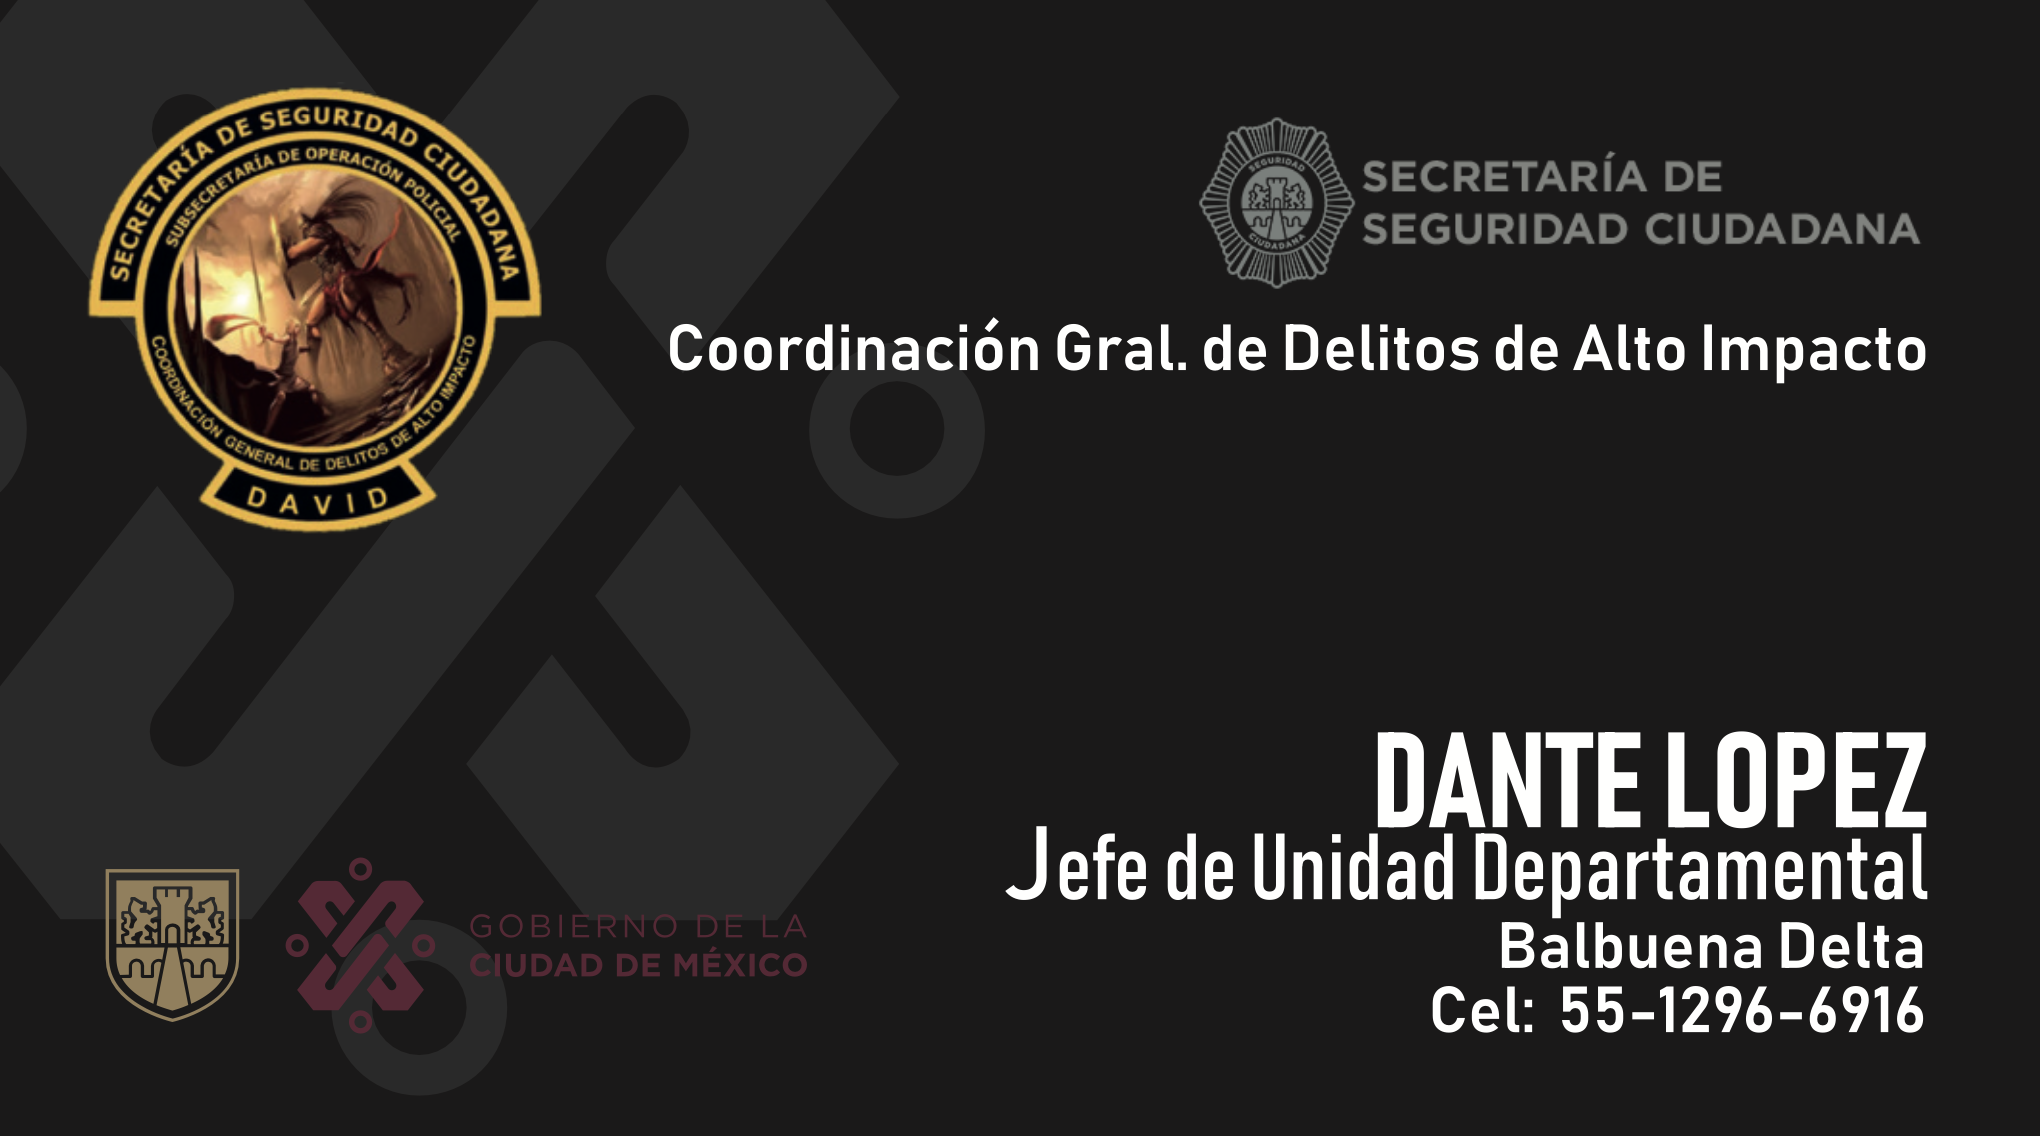 SECRETARÍA DE SEGURIDAD CIUDADANA
SUBSECRETARÍA DE OPERACIÓN POLICIAL
COORDINACIÓN GENERAL DE DELITOS DE ALTO IMPACTO
DAVID
SEGURIDAD
CIUDADANA
SECRETARÍA DE
SEGURIDAD CIUDADANA
Coordinación Gral. de Delitos de Alto Impacto
DANTE LOPEZ
Jefe de Unidad Departamental
Balbuena Delta
Cel: 55-1296-6916
GOBIERNO DE LA
CIUDAD DE MÉXICO